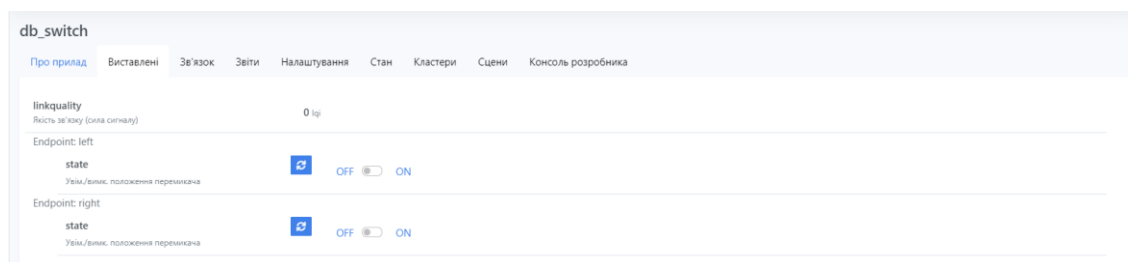 db_switch
Про прилад Виставлені Зв'язок Звіти Налаштування Стан Кластери Сцени Консоль розробника
linkquality 0 lqi
Якість зв'язку (сила сигналу)
Endpoint: left
state OFF ON
Увім./вимк. положення перемикача
Endpoint: right
state OFF ON
Увім./вимк. положення перемикача